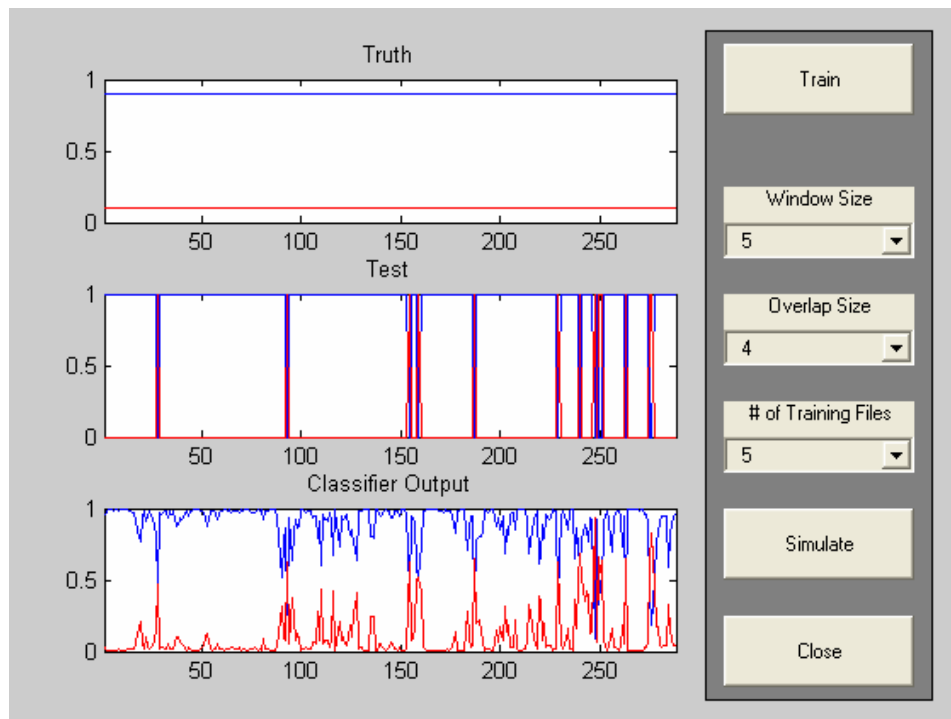 Truth
1
0.5
0
50 100 150 200 250
Test
1
0.5
0
50 100 150 200 250
Classifier Output
1
0.5
0
50 100 150 200 250
Train
Window Size
5
Overlap Size
4
# of Training Files
5
Simulate
Close